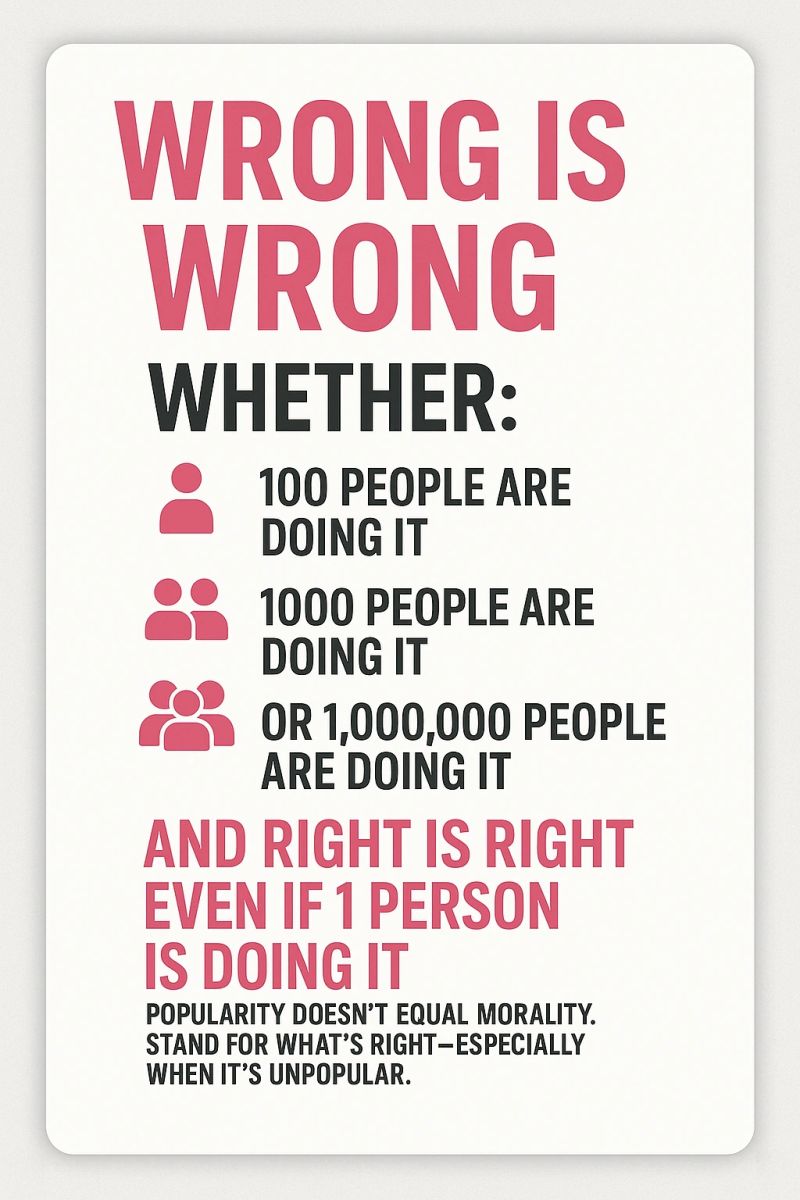 WRONG IS
WRONG
WHETHER:
100 PEOPLE ARE
DOING IT
1000 PEOPLE ARE
DOING IT
OR 1,000,000 PEOPLE
ARE DOING IT
AND RIGHT IS RIGHT
EVEN IF 1 PERSON
IS DOING IT
POPULARITY DOESN'T EQUAL MORALITY.
STAND FOR WHAT'S RIGHT—ESPECIALLY
WHEN IT'S UNPOPULAR.